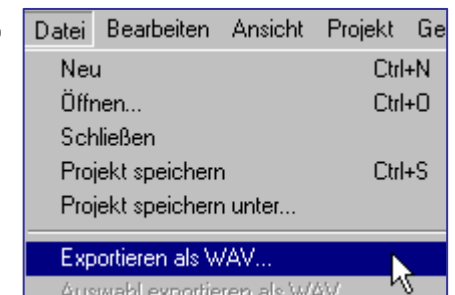 Datei Bearbeiten Ansicht Projekt Ge
Neu Ctrl+N
Öffnen... Ctrl+O
Schließen
Projekt speichern Ctrl+S
Projekt speichern unter...
Exportieren als WAV...
Auswahl exportieren als WAV